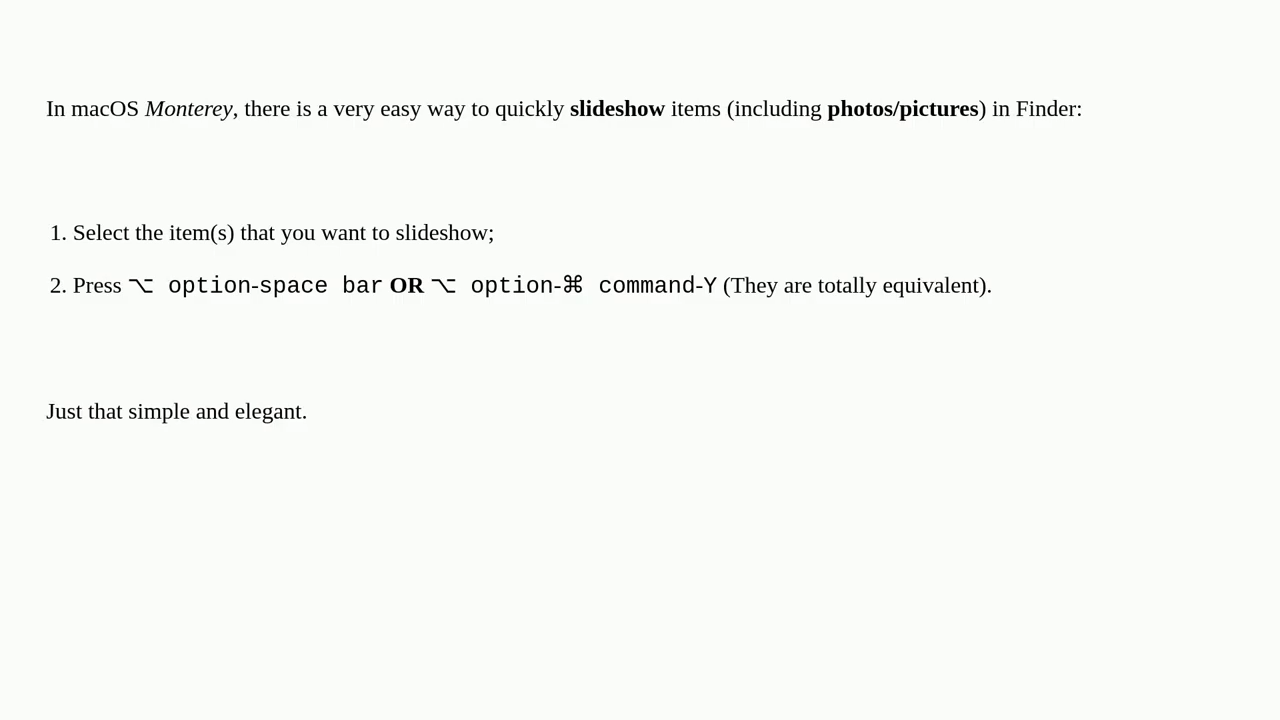 In macOS Monterey, there is a very easy way to quickly slideshow items (including photos/pictures) in Finder:
1. Select the item(s) that you want to slideshow;
2. Press ⌥ option-space bar OR ⌥ option-⌘ command-Y (They are totally equivalent).
Just that simple and elegant.